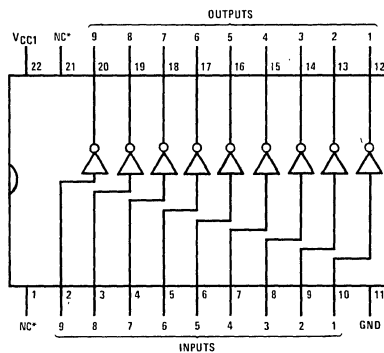 OUTPUTS
VCC1 NC* 9 8 7 6 5 4 3 2 1
22 21 20 19 18 17 16 15 14 13 12
1 2 3 4 5 6 7 8 9 10 11
NC* 9 8 7 6 5 4 3 2 1 GND
INPUTS